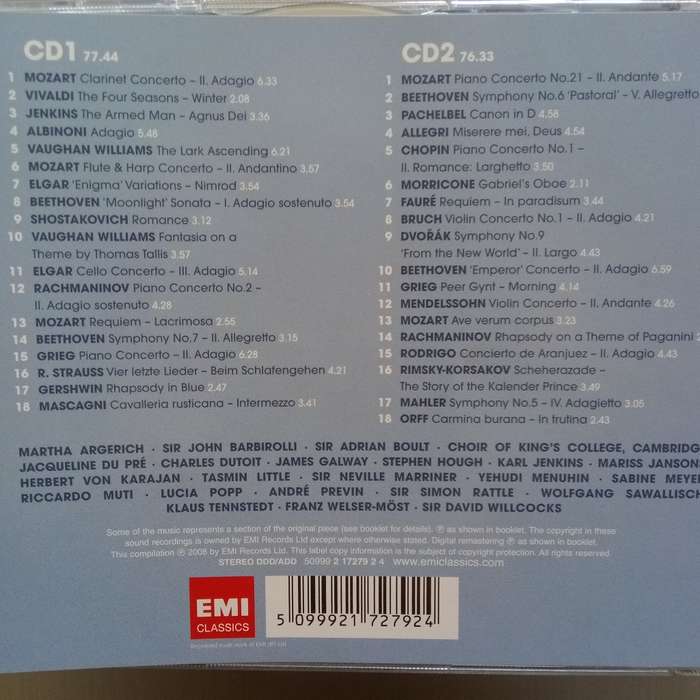 CD1 77.44
1 MOZART Clarinet Concerto – II. Adagio 6.33
2 VIVALDI The Four Seasons – Winter 2.08
3 JENKINS The Armed Man – Agnus Dei 3.36
4 ALBINONI Adagio 5.48
5 VAUGHAN WILLIAMS The Lark Ascending 6.21
6 MOZART Flute & Harp Concerto – II. Andantino 3.57
7 ELGAR 'Enigma' Variations – Nimrod 3.54
8 BEETHOVEN 'Moonlight' Sonata – I. Adagio sostenuto 3.54
9 SHOSTAKOVICH Romance 3.12
10 VAUGHAN WILLIAMS Fantasia on a
Theme by Thomas Tallis 3.57
11 ELGAR Cello Concerto – III. Adagio 5.14
12 RACHMANINOV Piano Concerto No.2 –
II. Adagio sostenuto 4.28
13 MOZART Requiem – Lacrimosa 2.55
14 BEETHOVEN Symphony No.7 – II. Allegretto 3.15
15 GRIEG Piano Concerto – II. Adagio 6.28
16 R. STRAUSS Vier letzte Lieder – Beim Schlafengehen 4.21
17 GERSHWIN Rhapsody in Blue 2.47
18 MASCAGNI Cavalleria rusticana – Intermezzo 3.41
CD2 76.33
1 MOZART Piano Concerto No.21 – II. Andante 5.17
2 BEETHOVEN Symphony No.6 'Pastoral' – V. Allegretto
3 PACHELBEL Canon in D 4.58
4 ALLEGRI Miserere mei, Deus 4.54
5 CHOPIN Piano Concerto No.1 –
II. Romance: Larghetto 3.50
6 MORRICONE Gabriel's Oboe 2.11
7 FAURÉ Requiem – In paradisum 3.44
8 BRUCH Violin Concerto No.1 – II. Adagio 4.21
9 DVOŘÁK Symphony No.9
'From the New World' – II. Largo 4.43
10 BEETHOVEN 'Emperor' Concerto – II. Adagio 6.59
11 GRIEG Peer Gynt – Morning 4.14
12 MENDELSSOHN Violin Concerto – II. Andante 4.26
13 MOZART Ave verum corpus 3.23
14 RACHMANINOV Rhapsody on a Theme of Paganini
15 RODRIGO Concierto de Aranjuez – II. Adagio 4.43
16 RIMSKY-KORSAKOV Scheherazade –
The Story of the Kalender Prince 3.49
17 MAHLER Symphony No.5 – IV. Adagietto 3.05
18 ORFF Carmina burana – In trutina 2.43
MARTHA ARGERICH · SIR JOHN BARBIROLLI · SIR ADRIAN BOULT · CHOIR OF KING'S COLLEGE, CAMBRIDG
JACQUELINE DU PRÉ · CHARLES DUTOIT · JAMES GALWAY · STEPHEN HOUGH · KARL JENKINS · MARISS JANSON
HERBERT VON KARAJAN · TASMIN LITTLE · SIR NEVILLE MARRINER · YEHUDI MENUHIN · SABINE MEYE
RICCARDO MUTI · LUCIA POPP · ANDRÉ PREVIN · SIR SIMON RATTLE · WOLFGANG SAWALLISC
KLAUS TENNSTEDT · FRANZ WELSER-MÖST · SIR DAVID WILLCOCKS
Some of the music represents a section of the original piece (see booklet for details). ℗ as shown in booklet. The copyright in these
sound recordings is owned by EMI Records Ltd except where otherwise stated. Digital remastering ℗ as shown in booklet.
This compilation ℗ 2008 by EMI Records Ltd. This label copy information is the subject of copyright protection. All rights reserved.
STEREO DDD/ADD 50999 2 17279 2 4 www.emiclassics.com
EMI
CLASSICS
5 099921 727924